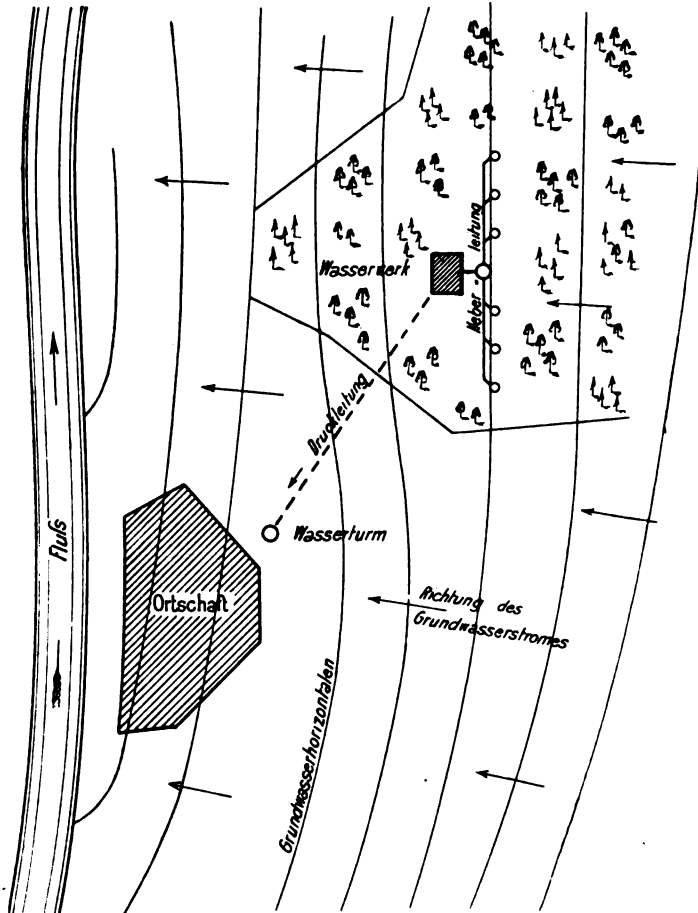 Wasserwerk
Heber-
leitung
Druckleitung
Wasserturm
Fluß
Ortschaft
Richtung des
Grundwasserstromes
Grundwasserhorizontalen